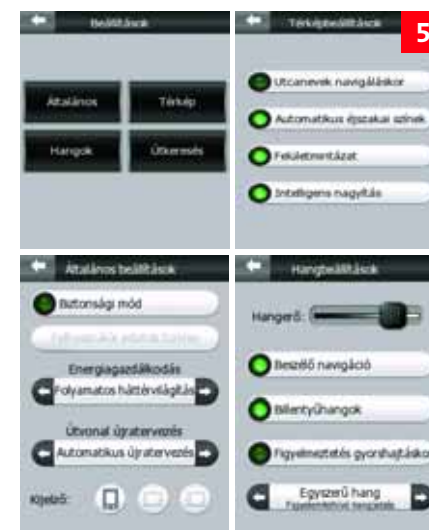 Beállítások
Általános
Térkép
Hangok
Útkeresés
Térképbeállítások
5
Utcanevek navigáláskor
Automatikus éjszakai színek
Felületmintázat
Intelligens nagyítás
Általános beállítások
Biztonsági mód
Energiagazdálkodás
Folyamatos háttérvilágítás
Útvonal újratervezés
Automatikus újratervezés
Kijelző:
Hangbeállítások
Hangerő:
Beszélő navigáció
Billentyűhangok
Figyelmeztetés gyorshajtásko
Egyszerű hang